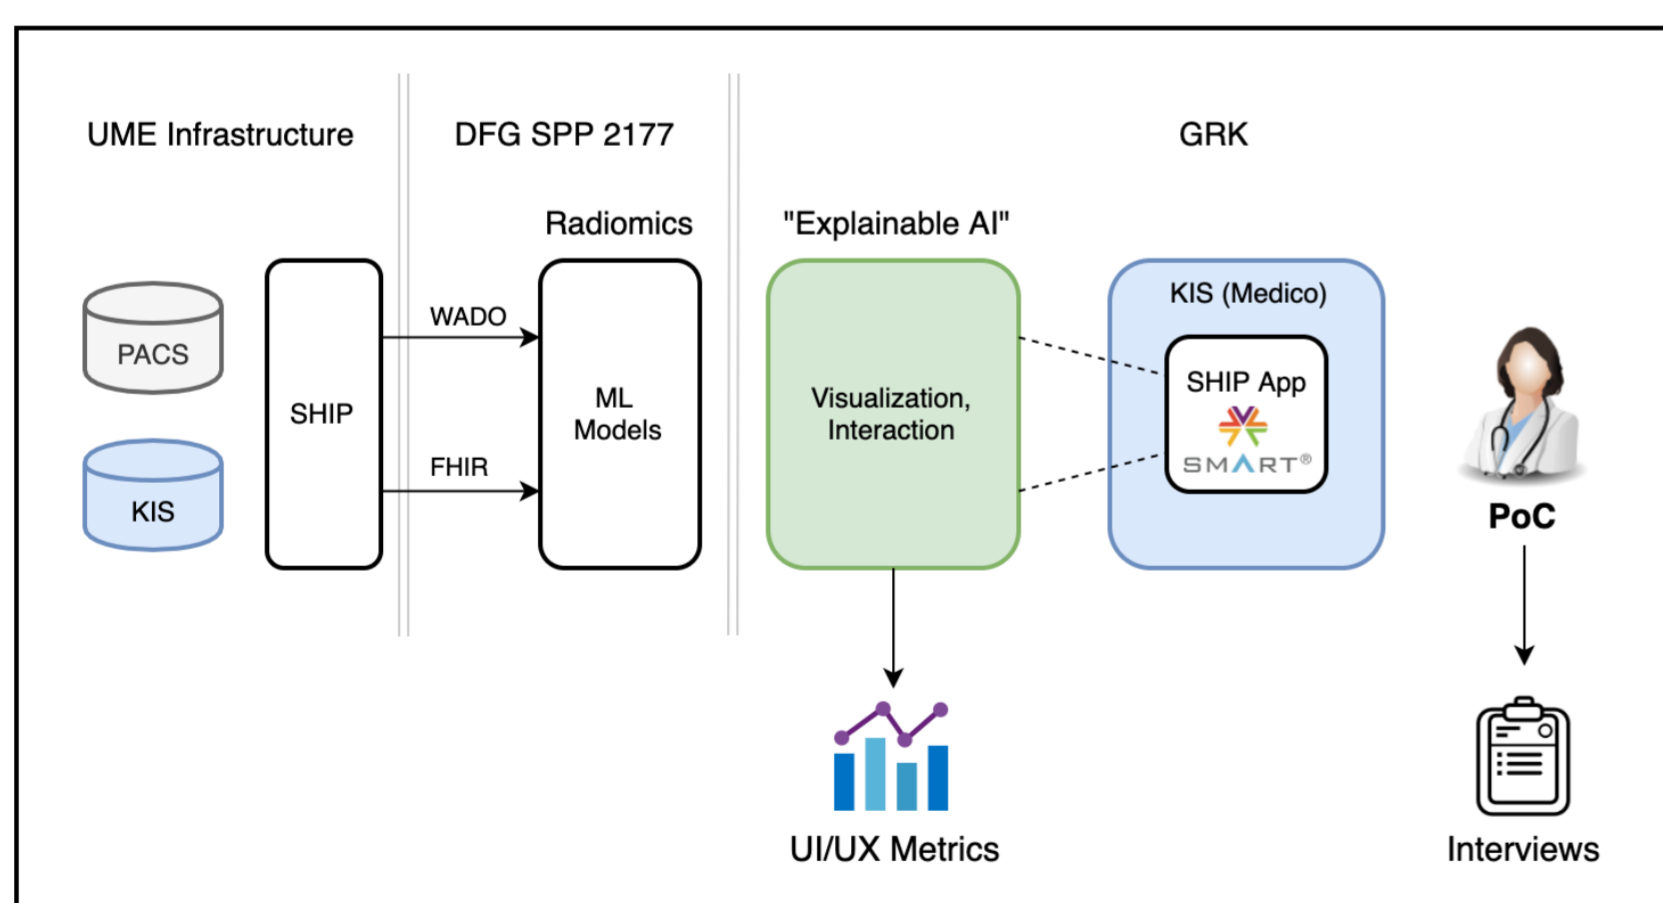 UME Infrastructure
DFG SPP 2177
GRK
Radiomics
"Explainable AI"
PACS
KIS
SHIP
WADO
FHIR
ML
Models
Visualization,
Interaction
KIS (Medico)
SHIP App
SMART®
PoC
UI/UX Metrics
Interviews